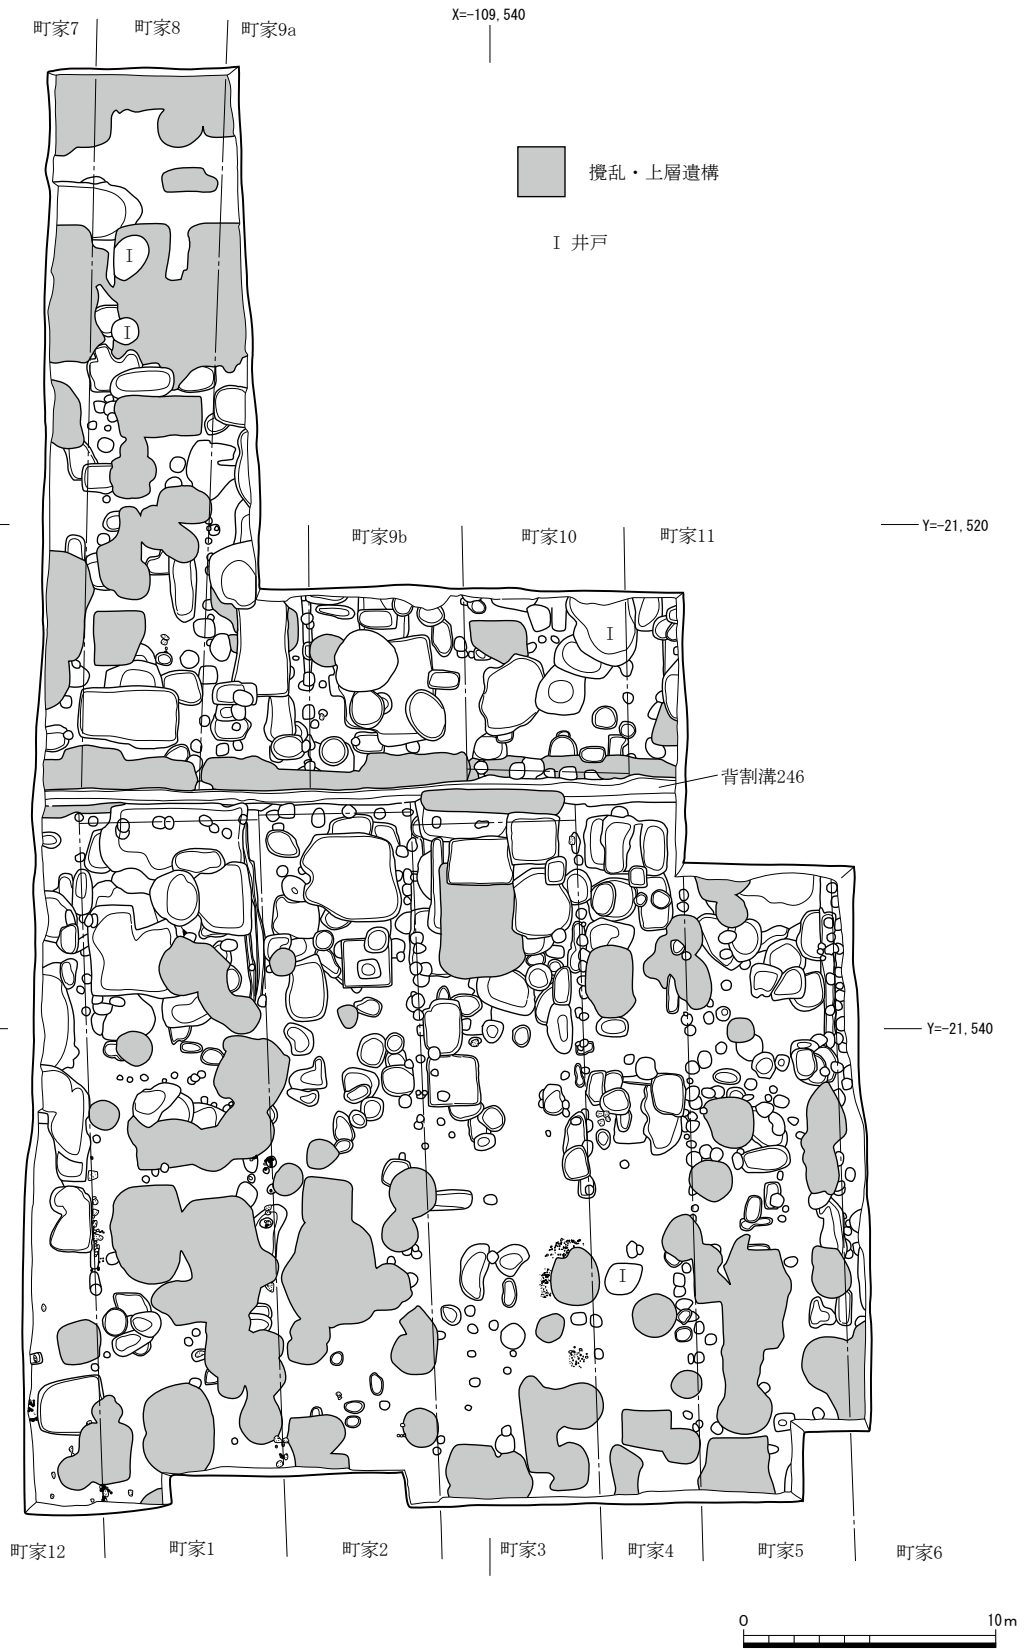 X=-109,540
町家7 町家8 町家9a
攪乱・上層遺構
I 井戸
I
I
Y=-21,520
町家9b 町家10 町家11
I
背割溝246
Y=-21,540
I
町家12 町家1 町家2 町家3 町家4 町家5 町家6
0 10m